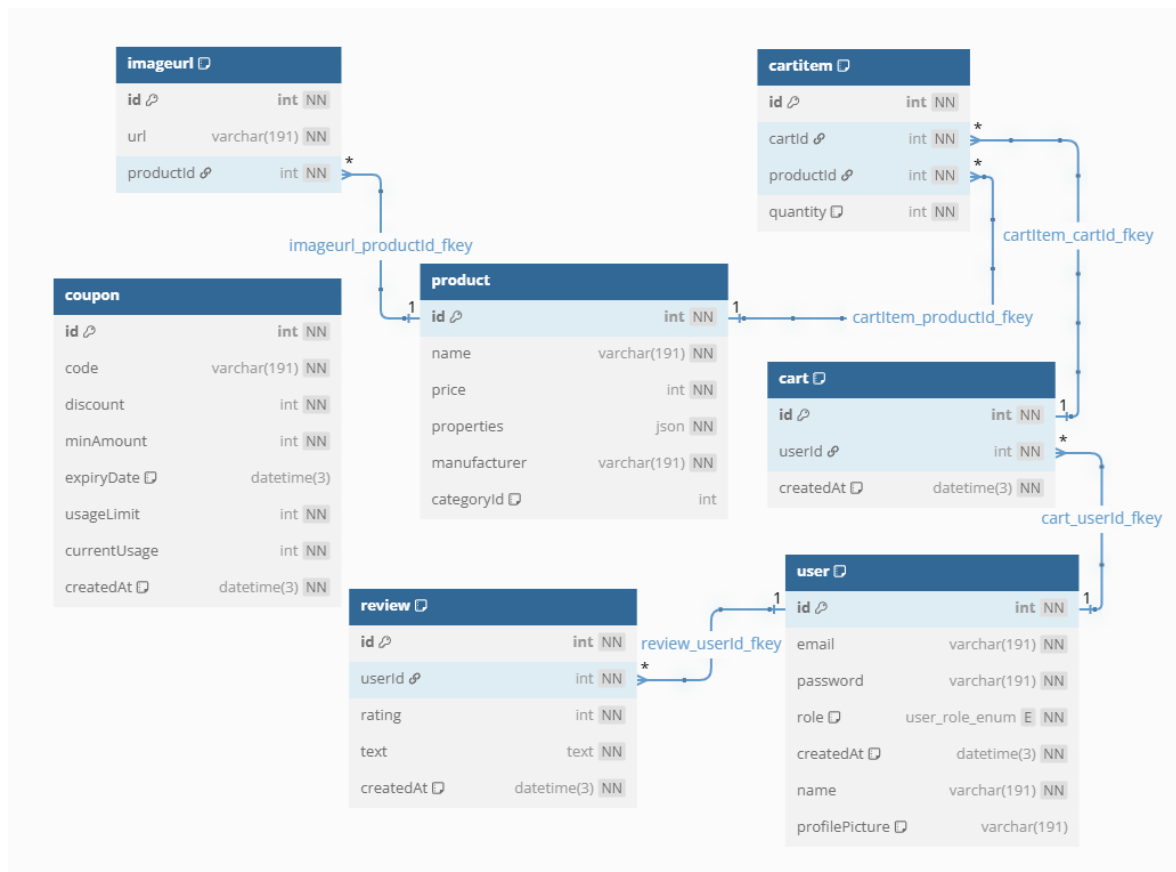 imageurl
id int NN
url varchar(191) NN
productId int NN
*
imageurl_productId_fkey
cartitem
id int NN
cartId int NN
productId int NN
quantity int NN
*
*
cartItem_cartId_fkey
cartItem_productId_fkey
coupon
id int NN
code varchar(191) NN
discount int NN
minAmount int NN
expiryDate datetime(3)
usageLimit int NN
currentUsage int NN
createdAt datetime(3) NN
product
1
id int NN
1
name varchar(191) NN
price int NN
properties json NN
manufacturer varchar(191) NN
categoryId int
cart
id int NN
1
userId int NN
*
createdAt datetime(3) NN
cart_userId_fkey
review
id int NN
userId int NN
*
rating int NN
text text NN
createdAt datetime(3) NN
review_userId_fkey
user
1
id int NN
1
email varchar(191) NN
password varchar(191) NN
role user_role_enum E NN
createdAt datetime(3) NN
name varchar(191) NN
profilePicture varchar(191)